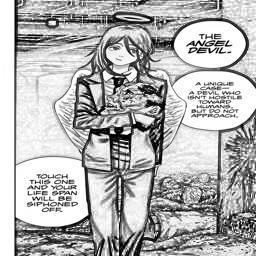 THE
ANGEL
DEVIL.
A UNIQUE
CASE—
A DEVIL WHO
ISN'T HOSTILE
TOWARD
HUMANS,
BUT DO NOT
APPROACH.
TOUCH
THIS ONE
AND YOUR
LIFE SPAN
WILL BE
SIPHONED
OFF.